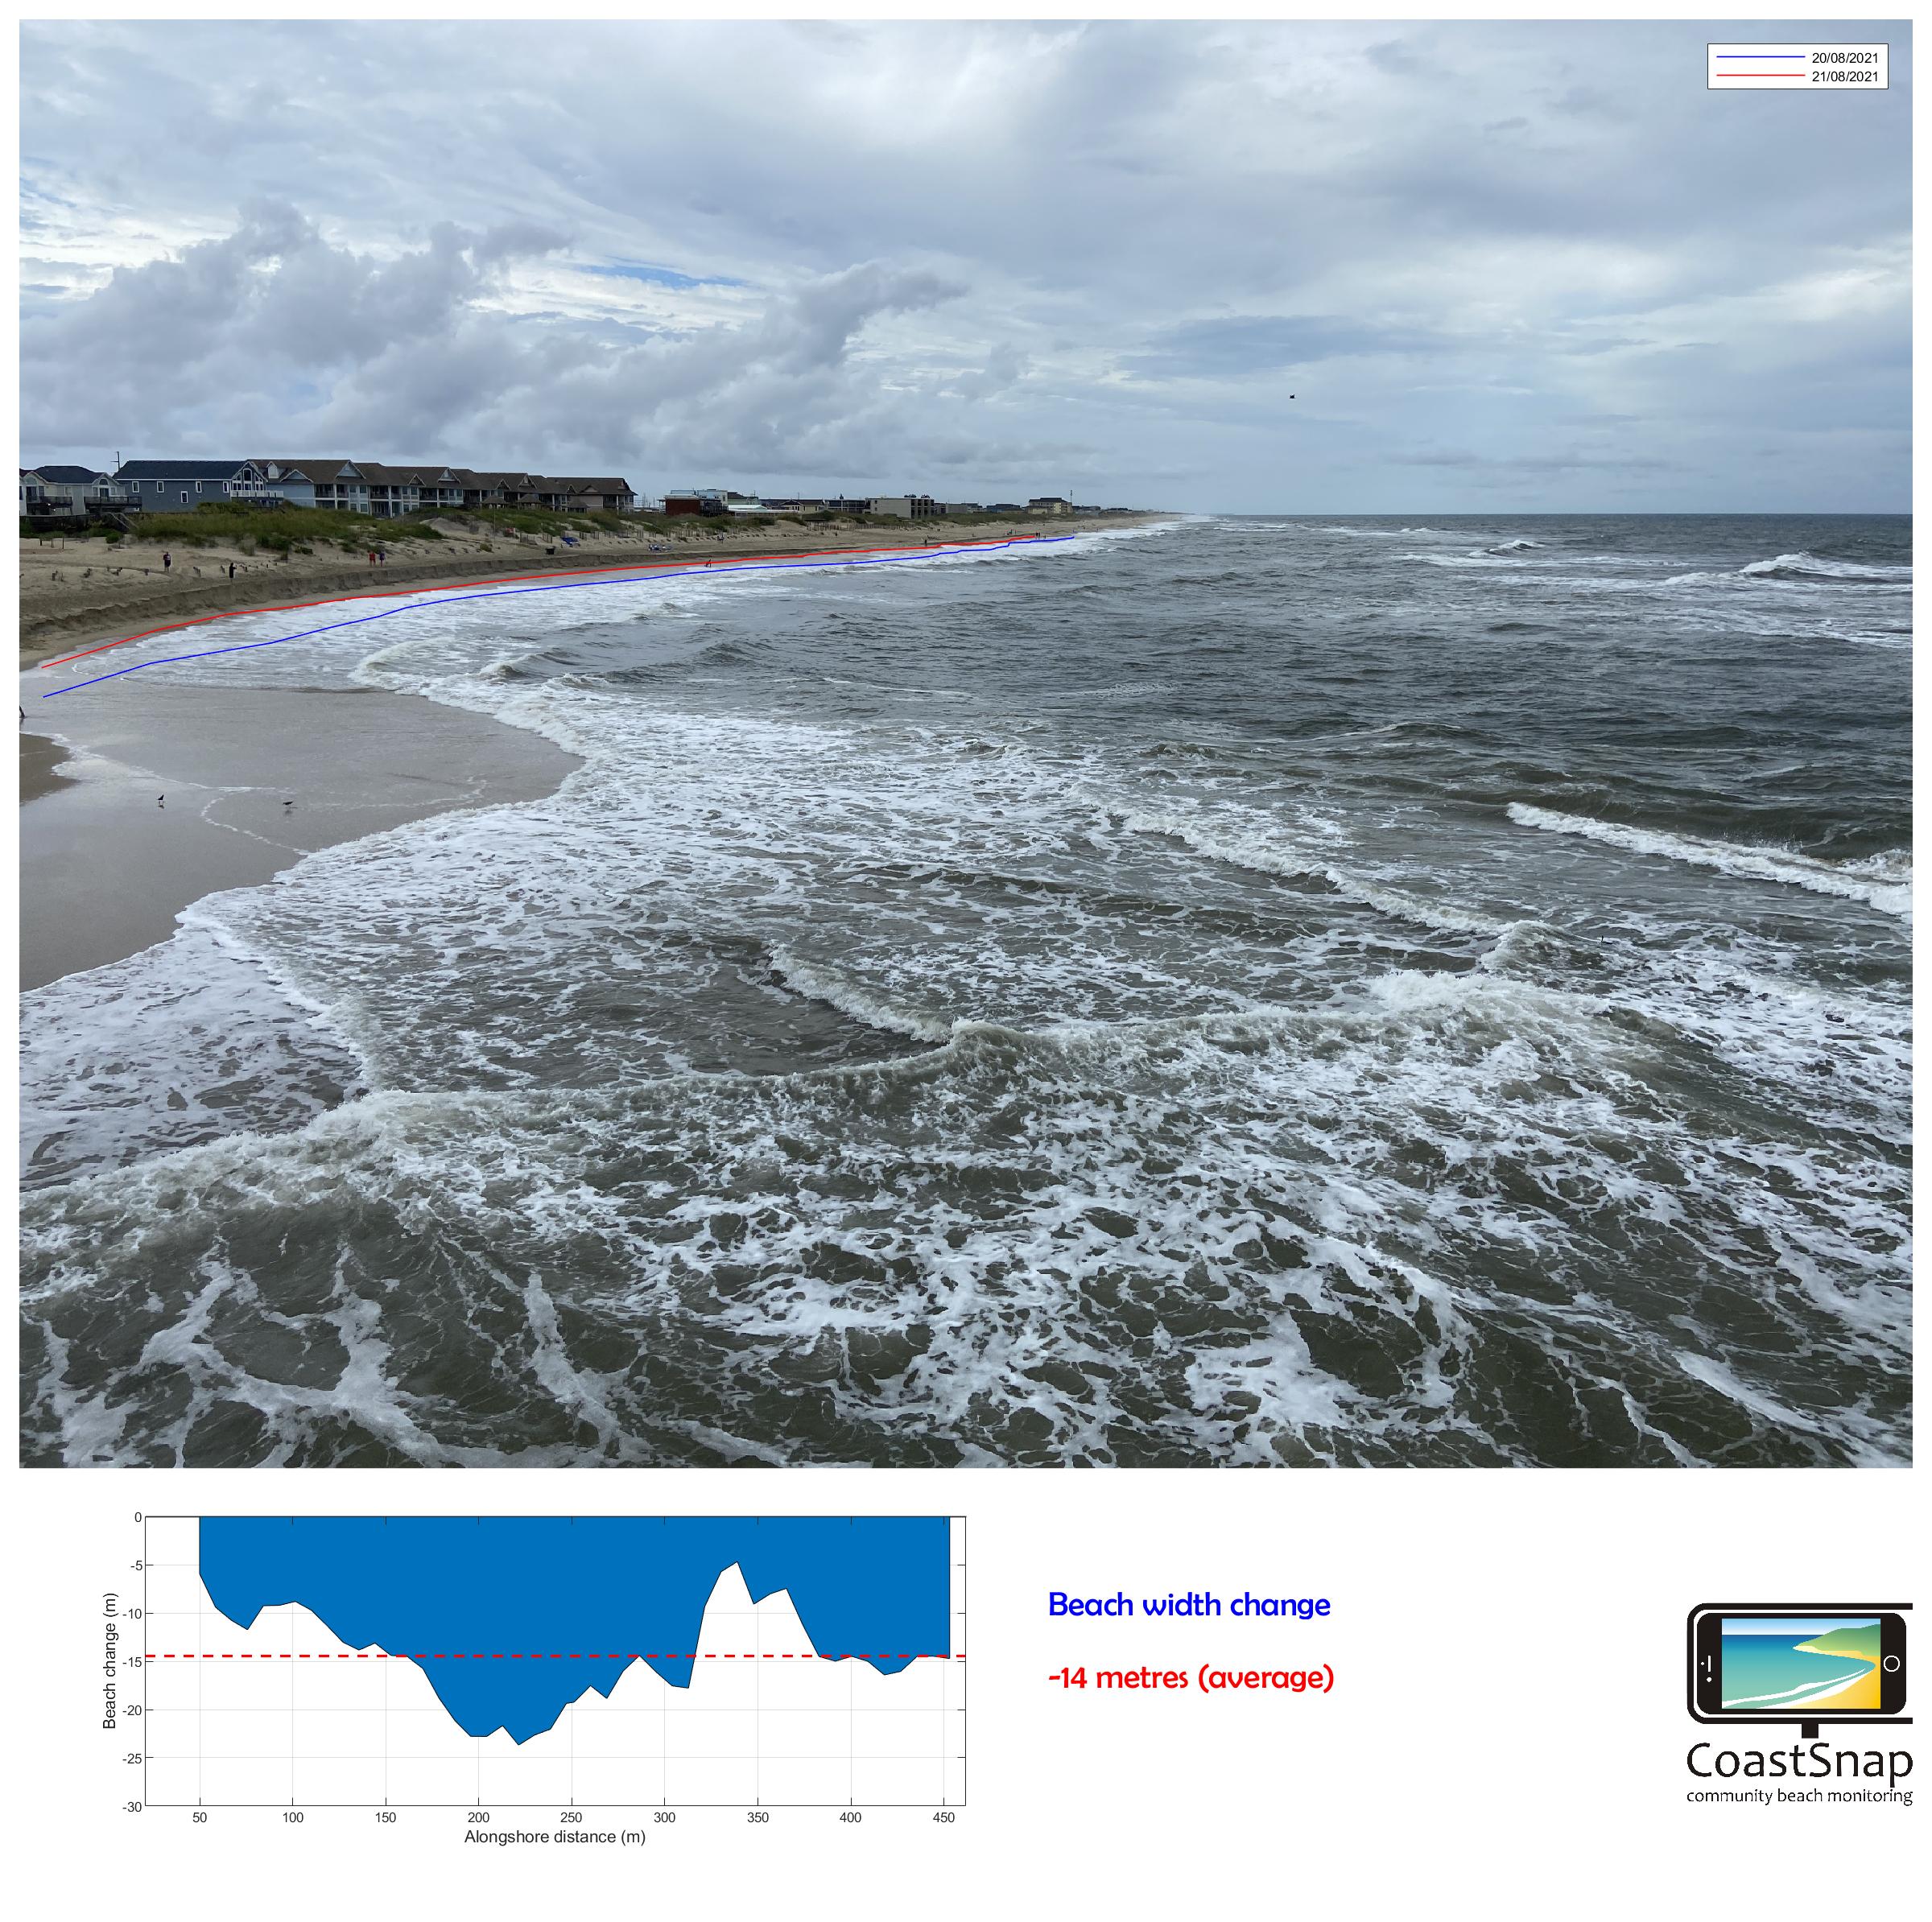 20/08/2021
21/08/2021
0
-5
-10
-15
-20
-25
-30
Beach change (m)
50 100 150 200 250 300 350 400 450
Alongshore distance (m)
Beach width change
-14 metres (average)
CoastSnap
community beach monitoring